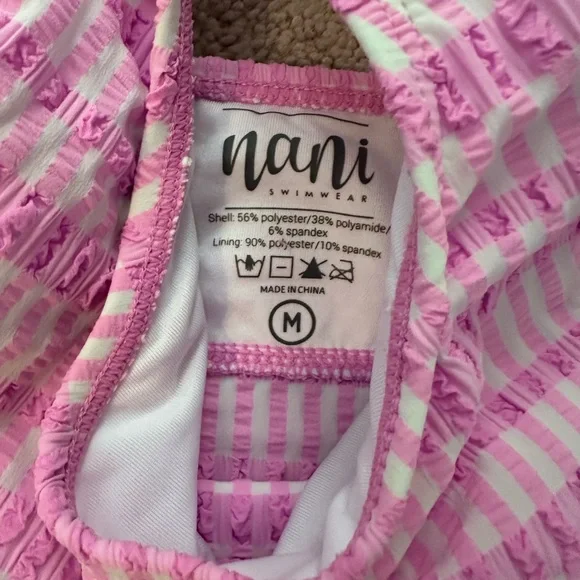 nani
SWIMWEAR
Shell: 56% polyester/38% polyamide/
6% spandex
Lining: 90% polyester/10% spandex
MADE IN CHINA
M